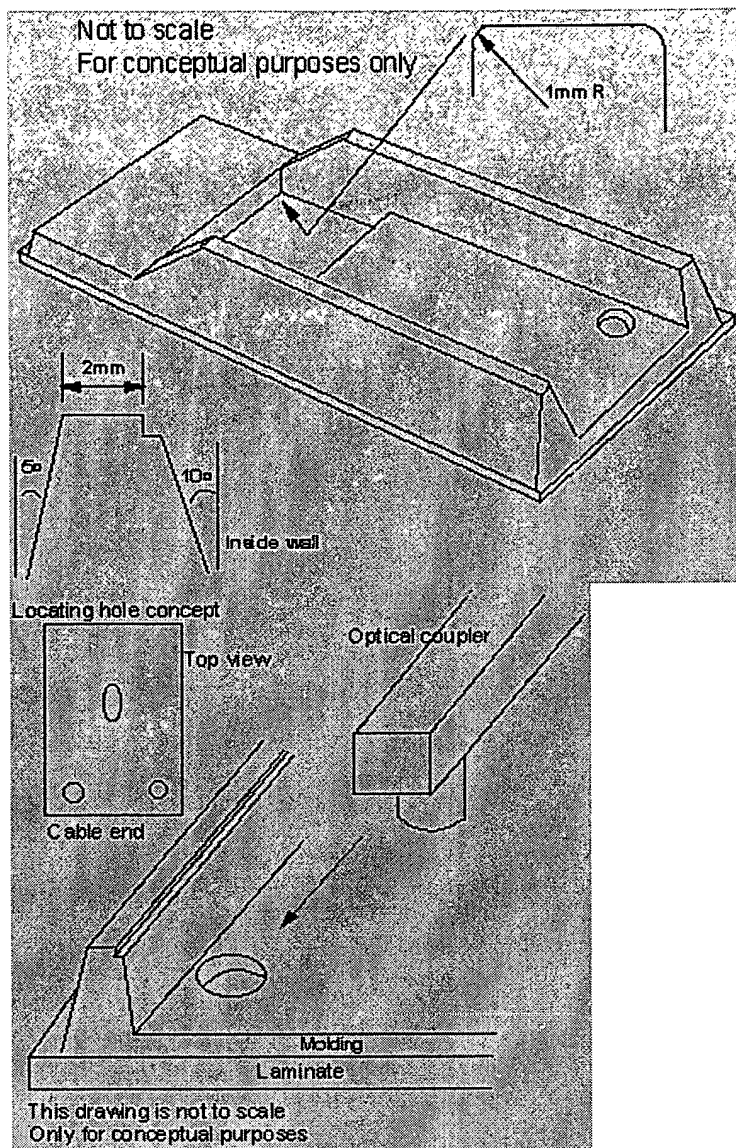 Not to scale
For conceptual purposes only
1mm R
2mm
10°
Inside wall
Locating hole concept
Optical coupler
Top view
Cable end
Molding
Laminate
This drawing is not to scale
Only for conceptual purposes